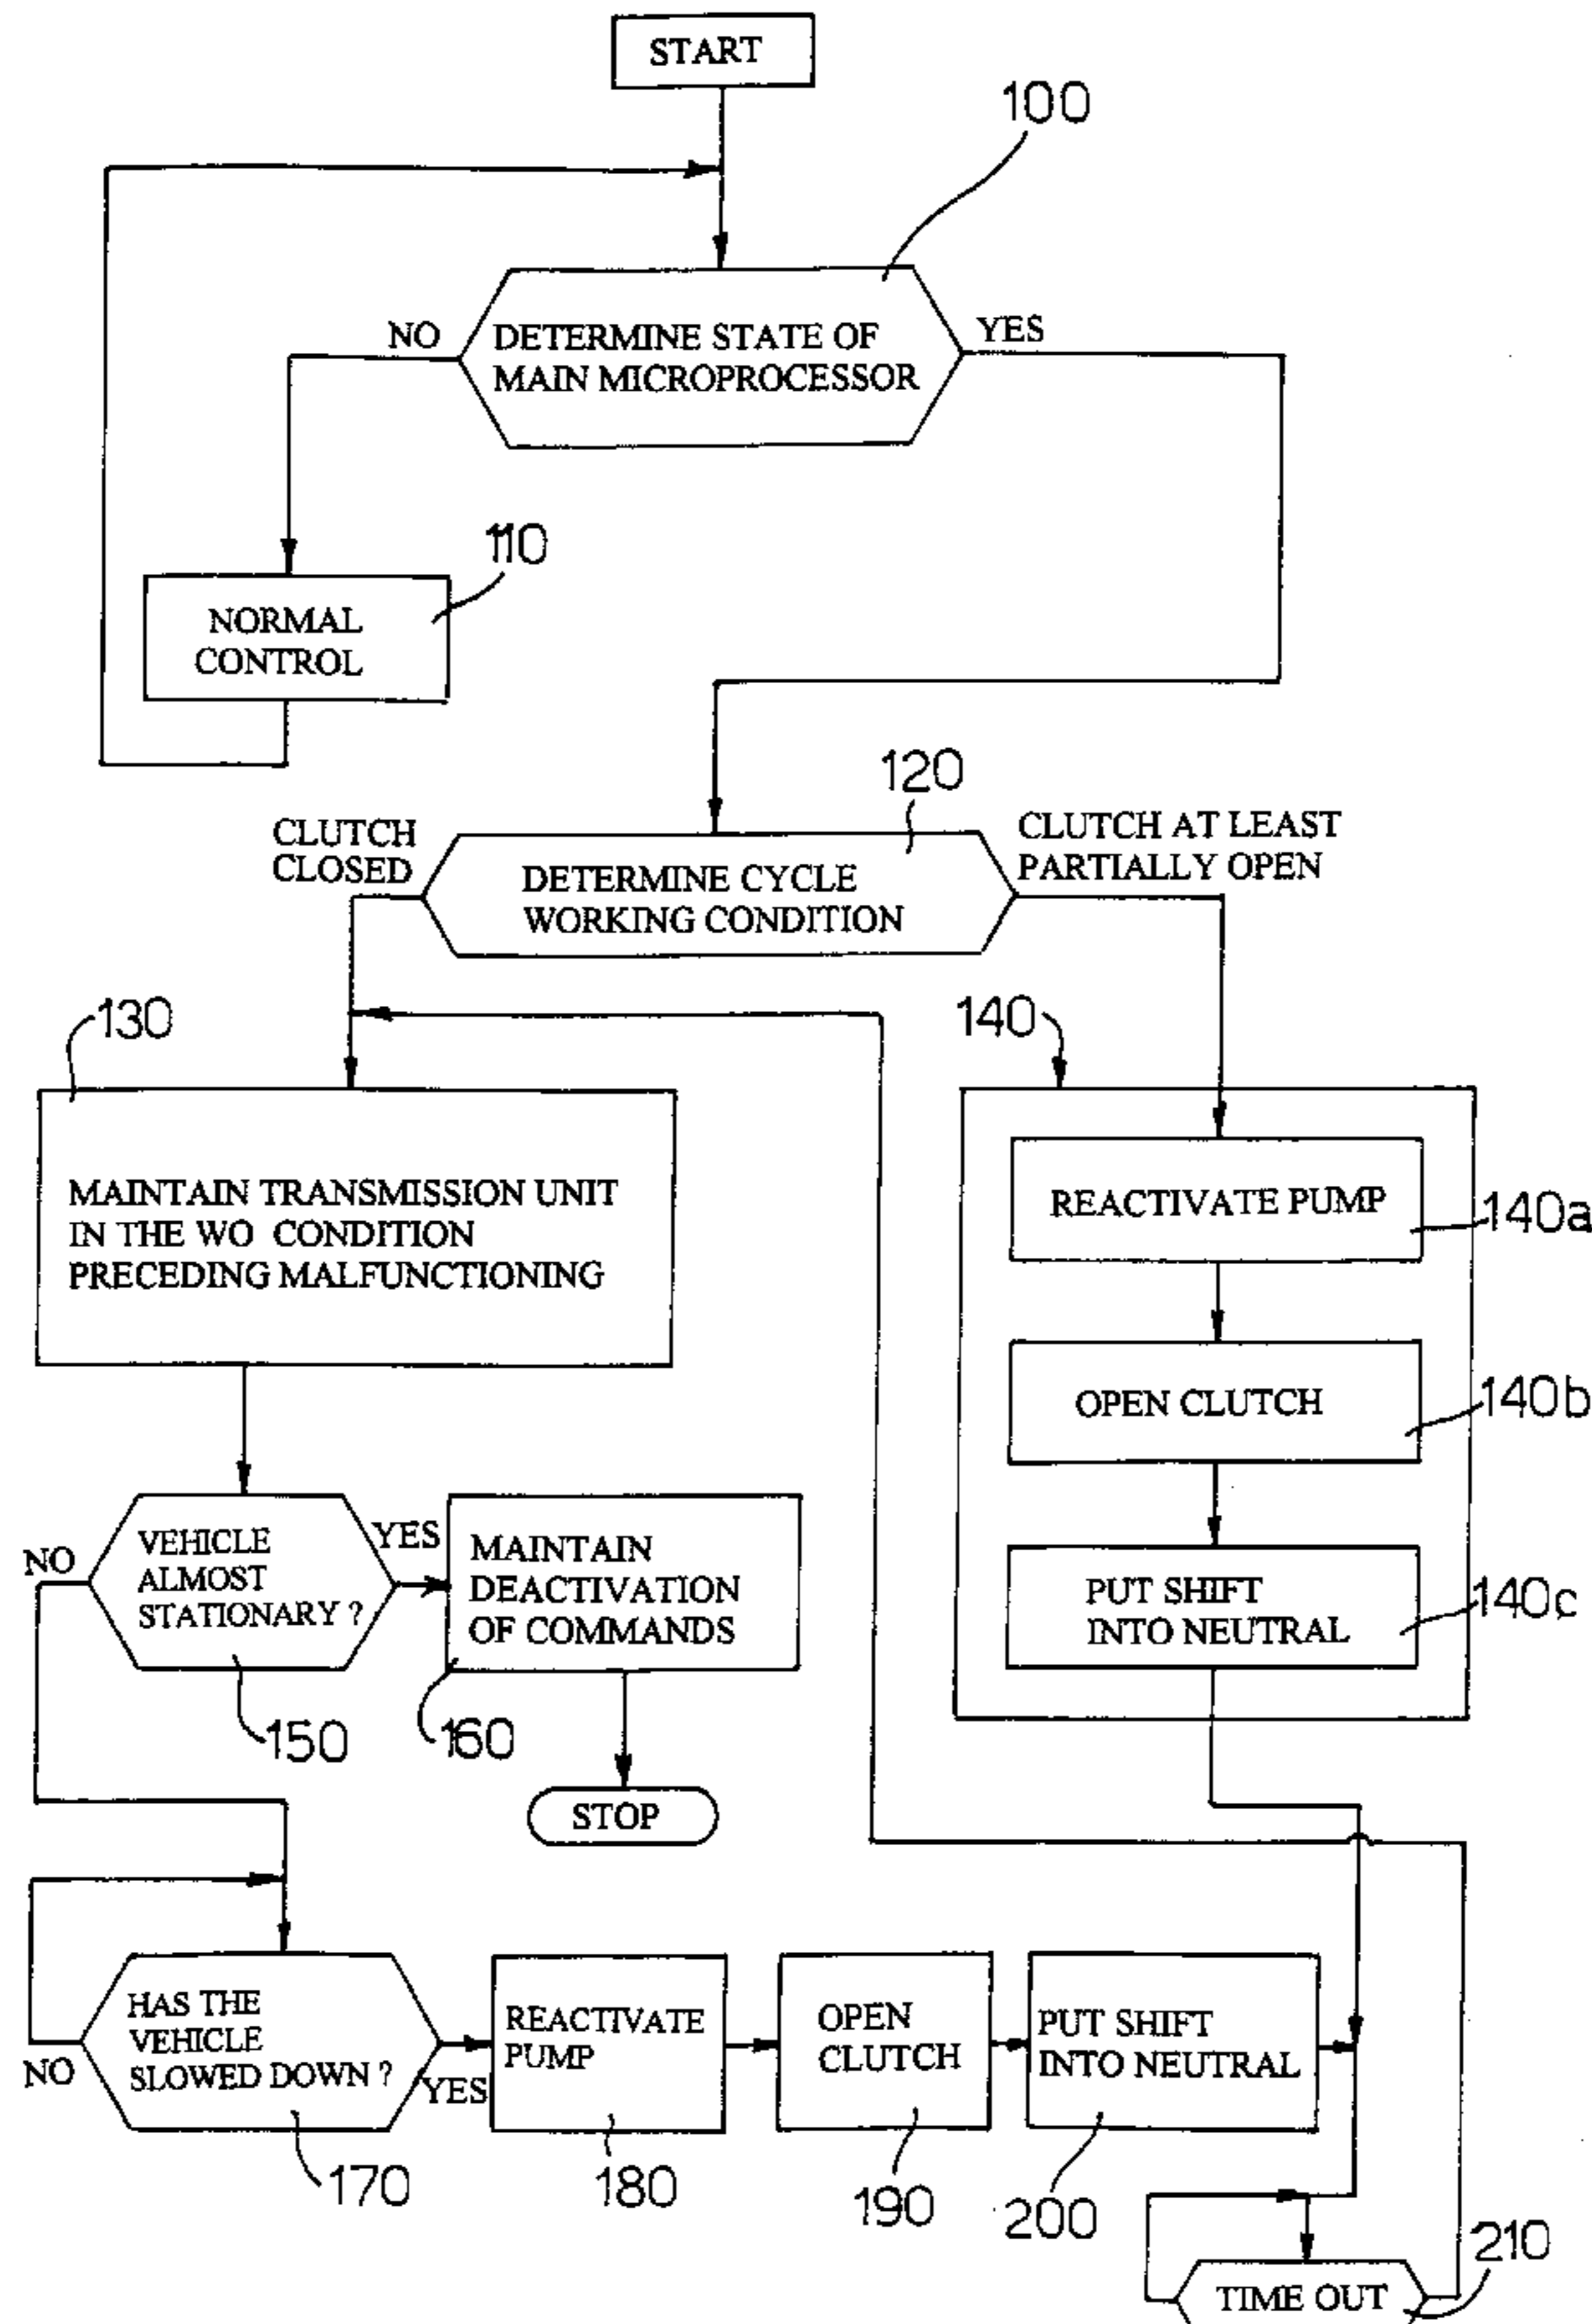 START
100
NO
DETERMINE STATE OF
MAIN MICROPROCESSOR
YES
110
NORMAL
CONTROL
120
CLUTCH
CLOSED
DETERMINE CYCLE
WORKING CONDITION
CLUTCH AT LEAST
PARTIALLY OPEN
130
140
MAINTAIN TRANSMISSION UNIT
IN THE WO CONDITION
PRECEDING MALFUNCTIONING
REACTIVATE PUMP
140a
OPEN CLUTCH
140b
PUT SHIFT
INTO NEUTRAL
140c
NO
VEHICLE
ALMOST
STATIONARY ?
YES
MAINTAIN
DEACTIVATION
OF COMMANDS
150
160
STOP
HAS THE
VEHICLE
SLOWED DOWN ?
NO
YES
REACTIVATE
PUMP
OPEN
CLUTCH
PUT SHIFT
INTO NEUTRAL
170
180
190
200
210
TIME OUT